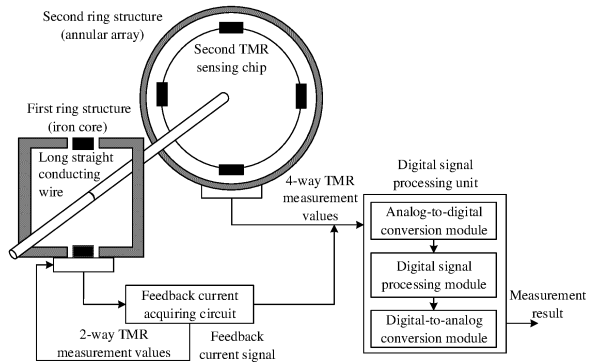 Second ring structure
(annular array)
Second TMR
sensing chip
First ring structure
(iron core)
Long straight
conducting
wire
4-way TMR
measurement
values
Digital signal
processing unit
Analog-to-digital
conversion module
Digital signal
processing module
Digital-to-analog
conversion module
Measurement
result
Feedback current
acquiring circuit
2-way TMR
measurement values
Feedback
current signal